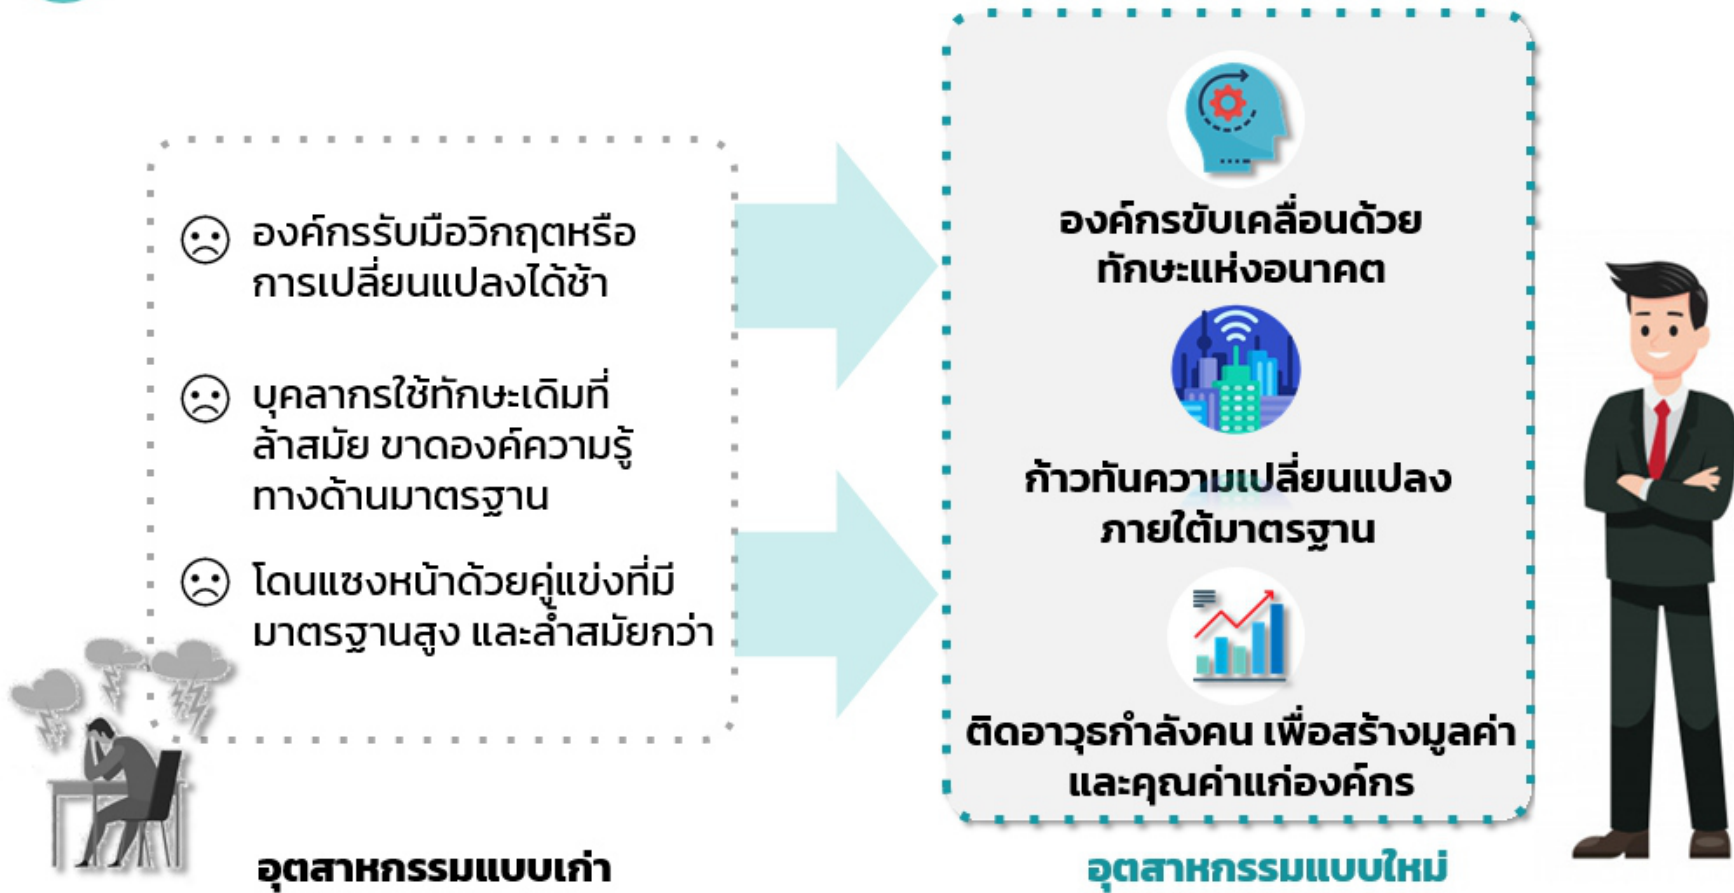 องค์กรรับมือวิกฤตหรือ
การเปลี่ยนแปลงได้ช้า
บุคลากรใช้ทักษะเดิมที่
ล้าสมัย ขาดองค์ความรู้
ทางด้านมาตรฐาน
โดนแซงหน้าด้วยคู่แข่งที่มี
มาตรฐานสูง และล้ำสมัยกว่า
อุตสาหกรรมแบบเก่า
องค์กรขับเคลื่อนด้วย
ทักษะแห่งอนาคต
ก้าวทันความเปลี่ยนแปลง
ภายใต้มาตรฐาน
ติดอาวุธกำลังคน เพื่อสร้างมูลค่า
และคุณค่าแก่องค์กร
อุตสาหกรรมแบบใหม่